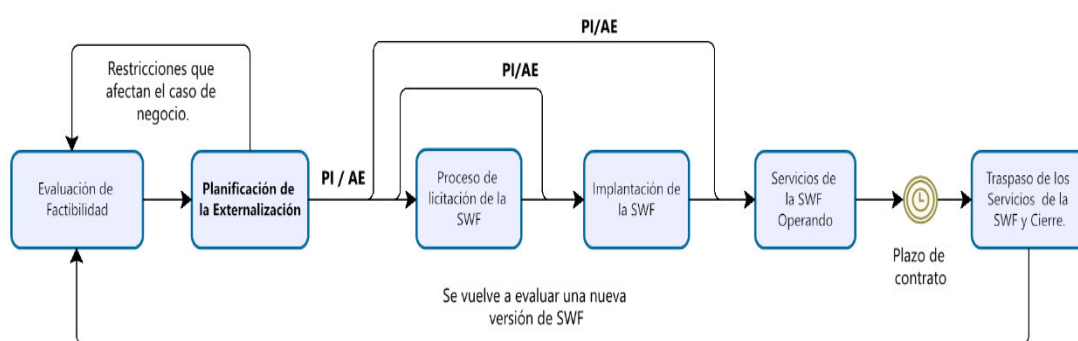 PI/AE
PI/AE
Restricciones que
afectan el caso de
negocio.
Evaluación de
Factibilidad
Planificación de
la Externalización
PI / AE
Proceso de
licitación de la
SWF
Implantación de
la SWF
Servicios de
la SWF
Operando
Plazo de
contrato
Traspaso de los
Servicios de la
SWF y Cierre.
Se vuelve a evaluar una nueva
versión de SWF